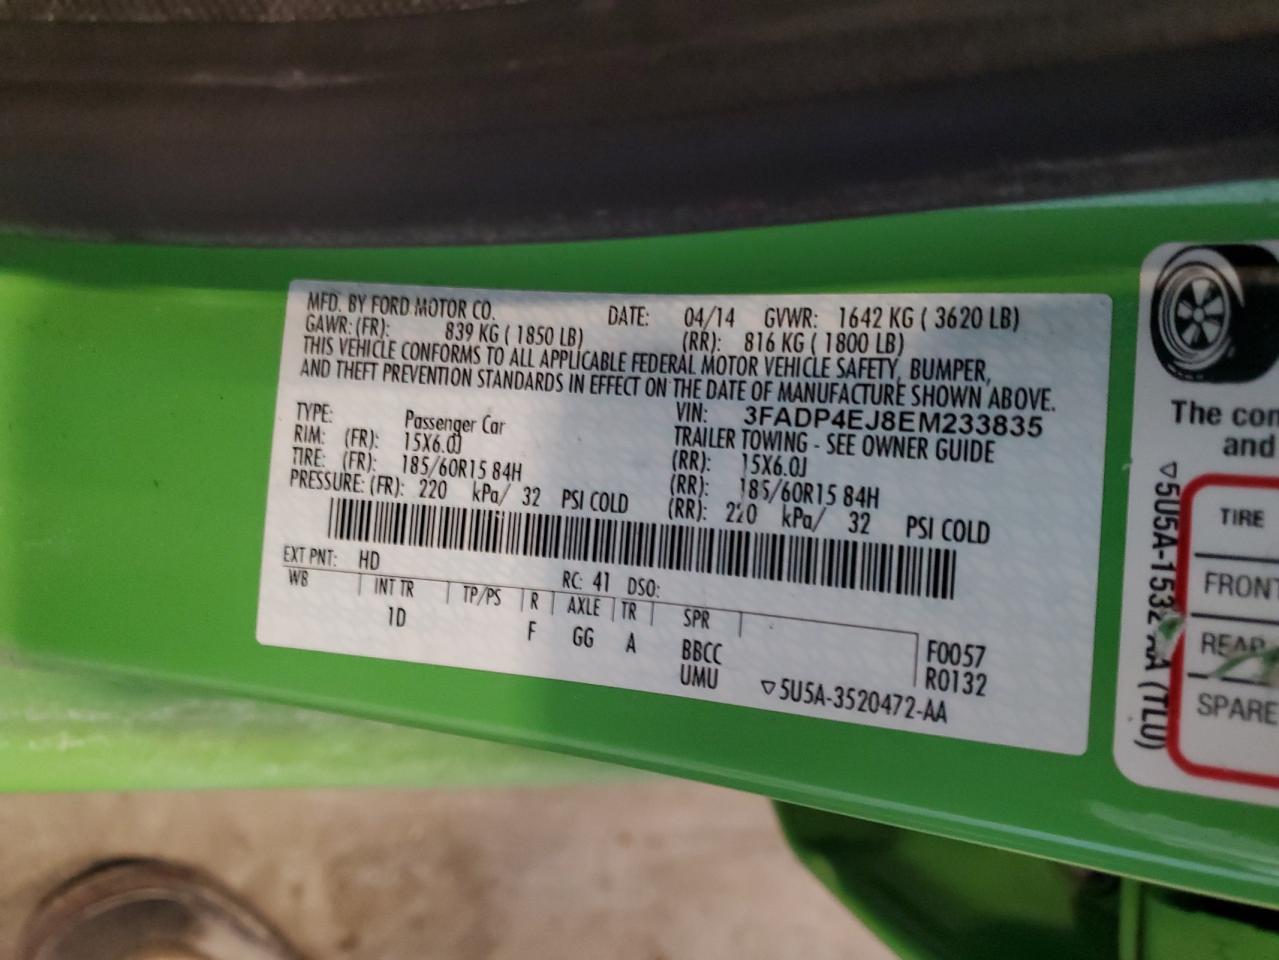 MFD. BY FORD MOTOR CO. DATE: 04/14 GVWR: 1642 KG ( 3620 LB)
GAWR: (FR): 839 KG ( 1850 LB) (RR): 816 KG ( 1800 LB)
THIS VEHICLE CONFORMS TO ALL APPLICABLE FEDERAL MOTOR VEHICLE SAFETY, BUMPER,
AND THEFT PREVENTION STANDARDS IN EFFECT ON THE DATE OF MANUFACTURE SHOWN ABOVE.
VIN: 3FADP4EJ8EM233835
TYPE: Passenger Car TRAILER TOWING - SEE OWNER GUIDE
RIM: (FR): 15X6.0J (RR): 15X6.0J
TIRE: (FR): 185/60R15 84H (RR): 185/60R15 84H
PRESSURE: (FR): 220 kPa/ 32 PSI COLD (RR): 220 kPa/ 32 PSI COLD
EXT PNT: HD RC: 41 DSO:
WB INT TR TP/PS R AXLE TR SPR
1D F GG A BBCC F0057
UMU R0132
▽5U5A-3520472-AA
The com
and
▽5U5A-1532 AA (TLU)
TIRE
FRONT
REAR
SPARE